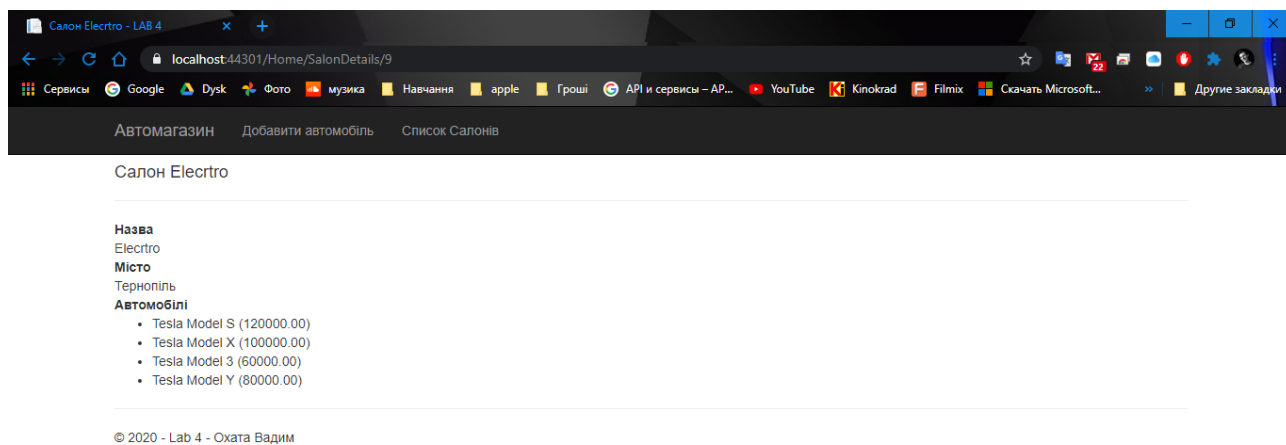 Салон Elecrtro - LAB 4
localhost:44301/Home/SalonDetails/9
22
Сервисы Google Dysk Фото музика Навчання apple Гроші API и сервисы – AP... YouTube Kinokrad Filmix Скачать Microsoft... » Другие закладки
Автомагазин Добавити автомобіль Список Салонів
Салон Elecrtro
Назва
Elecrtro
Місто
Тернопіль
Автомобілі
• Tesla Model S (120000.00)
• Tesla Model X (100000.00)
• Tesla Model 3 (60000.00)
• Tesla Model Y (80000.00)
© 2020 - Lab 4 - Охата Вадим